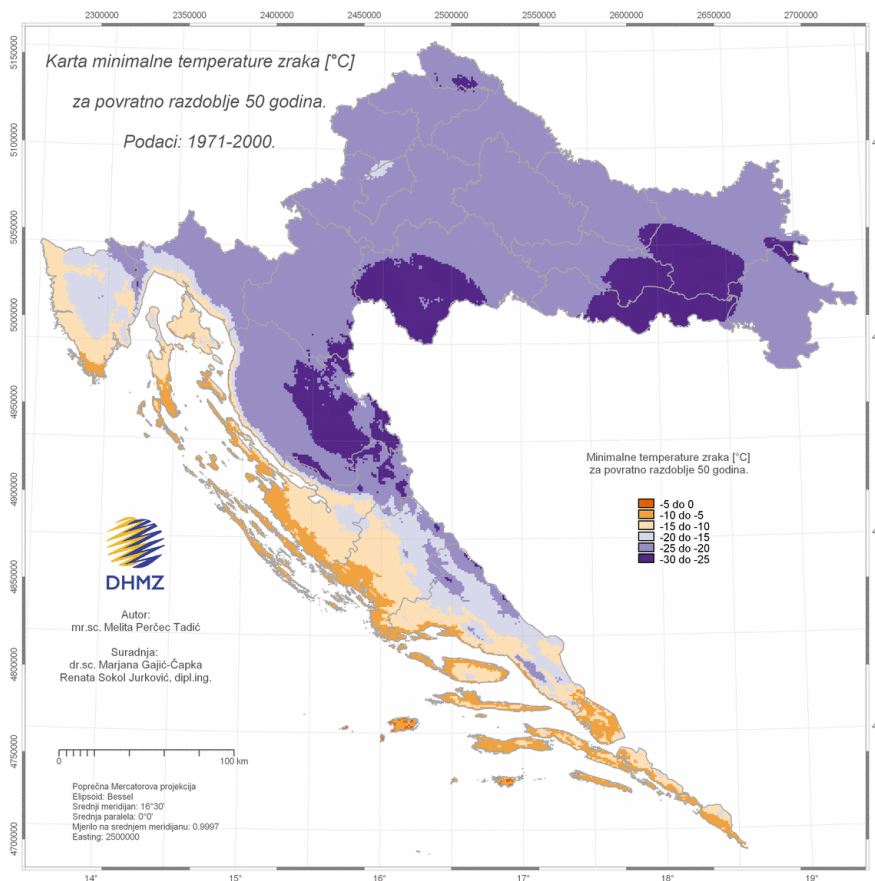 2300000 2350000 2400000 2450000 2500000 2550000 2600000 2650000 2700000
Karta minimalne temperature zraka [°C]
za povratno razdoblje 50 godina.
Podaci: 1971-2000.
5150000
5100000
5050000
5000000
4950000
4900000
4850000
4800000
4750000
4700000
Minimalne temperature zraka [°C]
za povratno razdoblje 50 godina.
-5 do 0
-10 do -5
-15 do -10
-20 do -15
-25 do -20
-30 do -25
DHMZ
Autor:
mr.sc. Melita Perčec Tadić
Suradnja:
dr.sc. Marjana Gajić-Čapka
Renata Sokol Jurković, dipl.ing.
0 100 km
Poprečna Mercatorova projekcija
Elipsoid: Bessel
Srednji meridijan: 16°30'
Srednja paralela: 0°0'
Mjerilo na srednjem meridijanu: 0.9997
Easting: 2500000
14° 15° 16° 17° 18° 19°